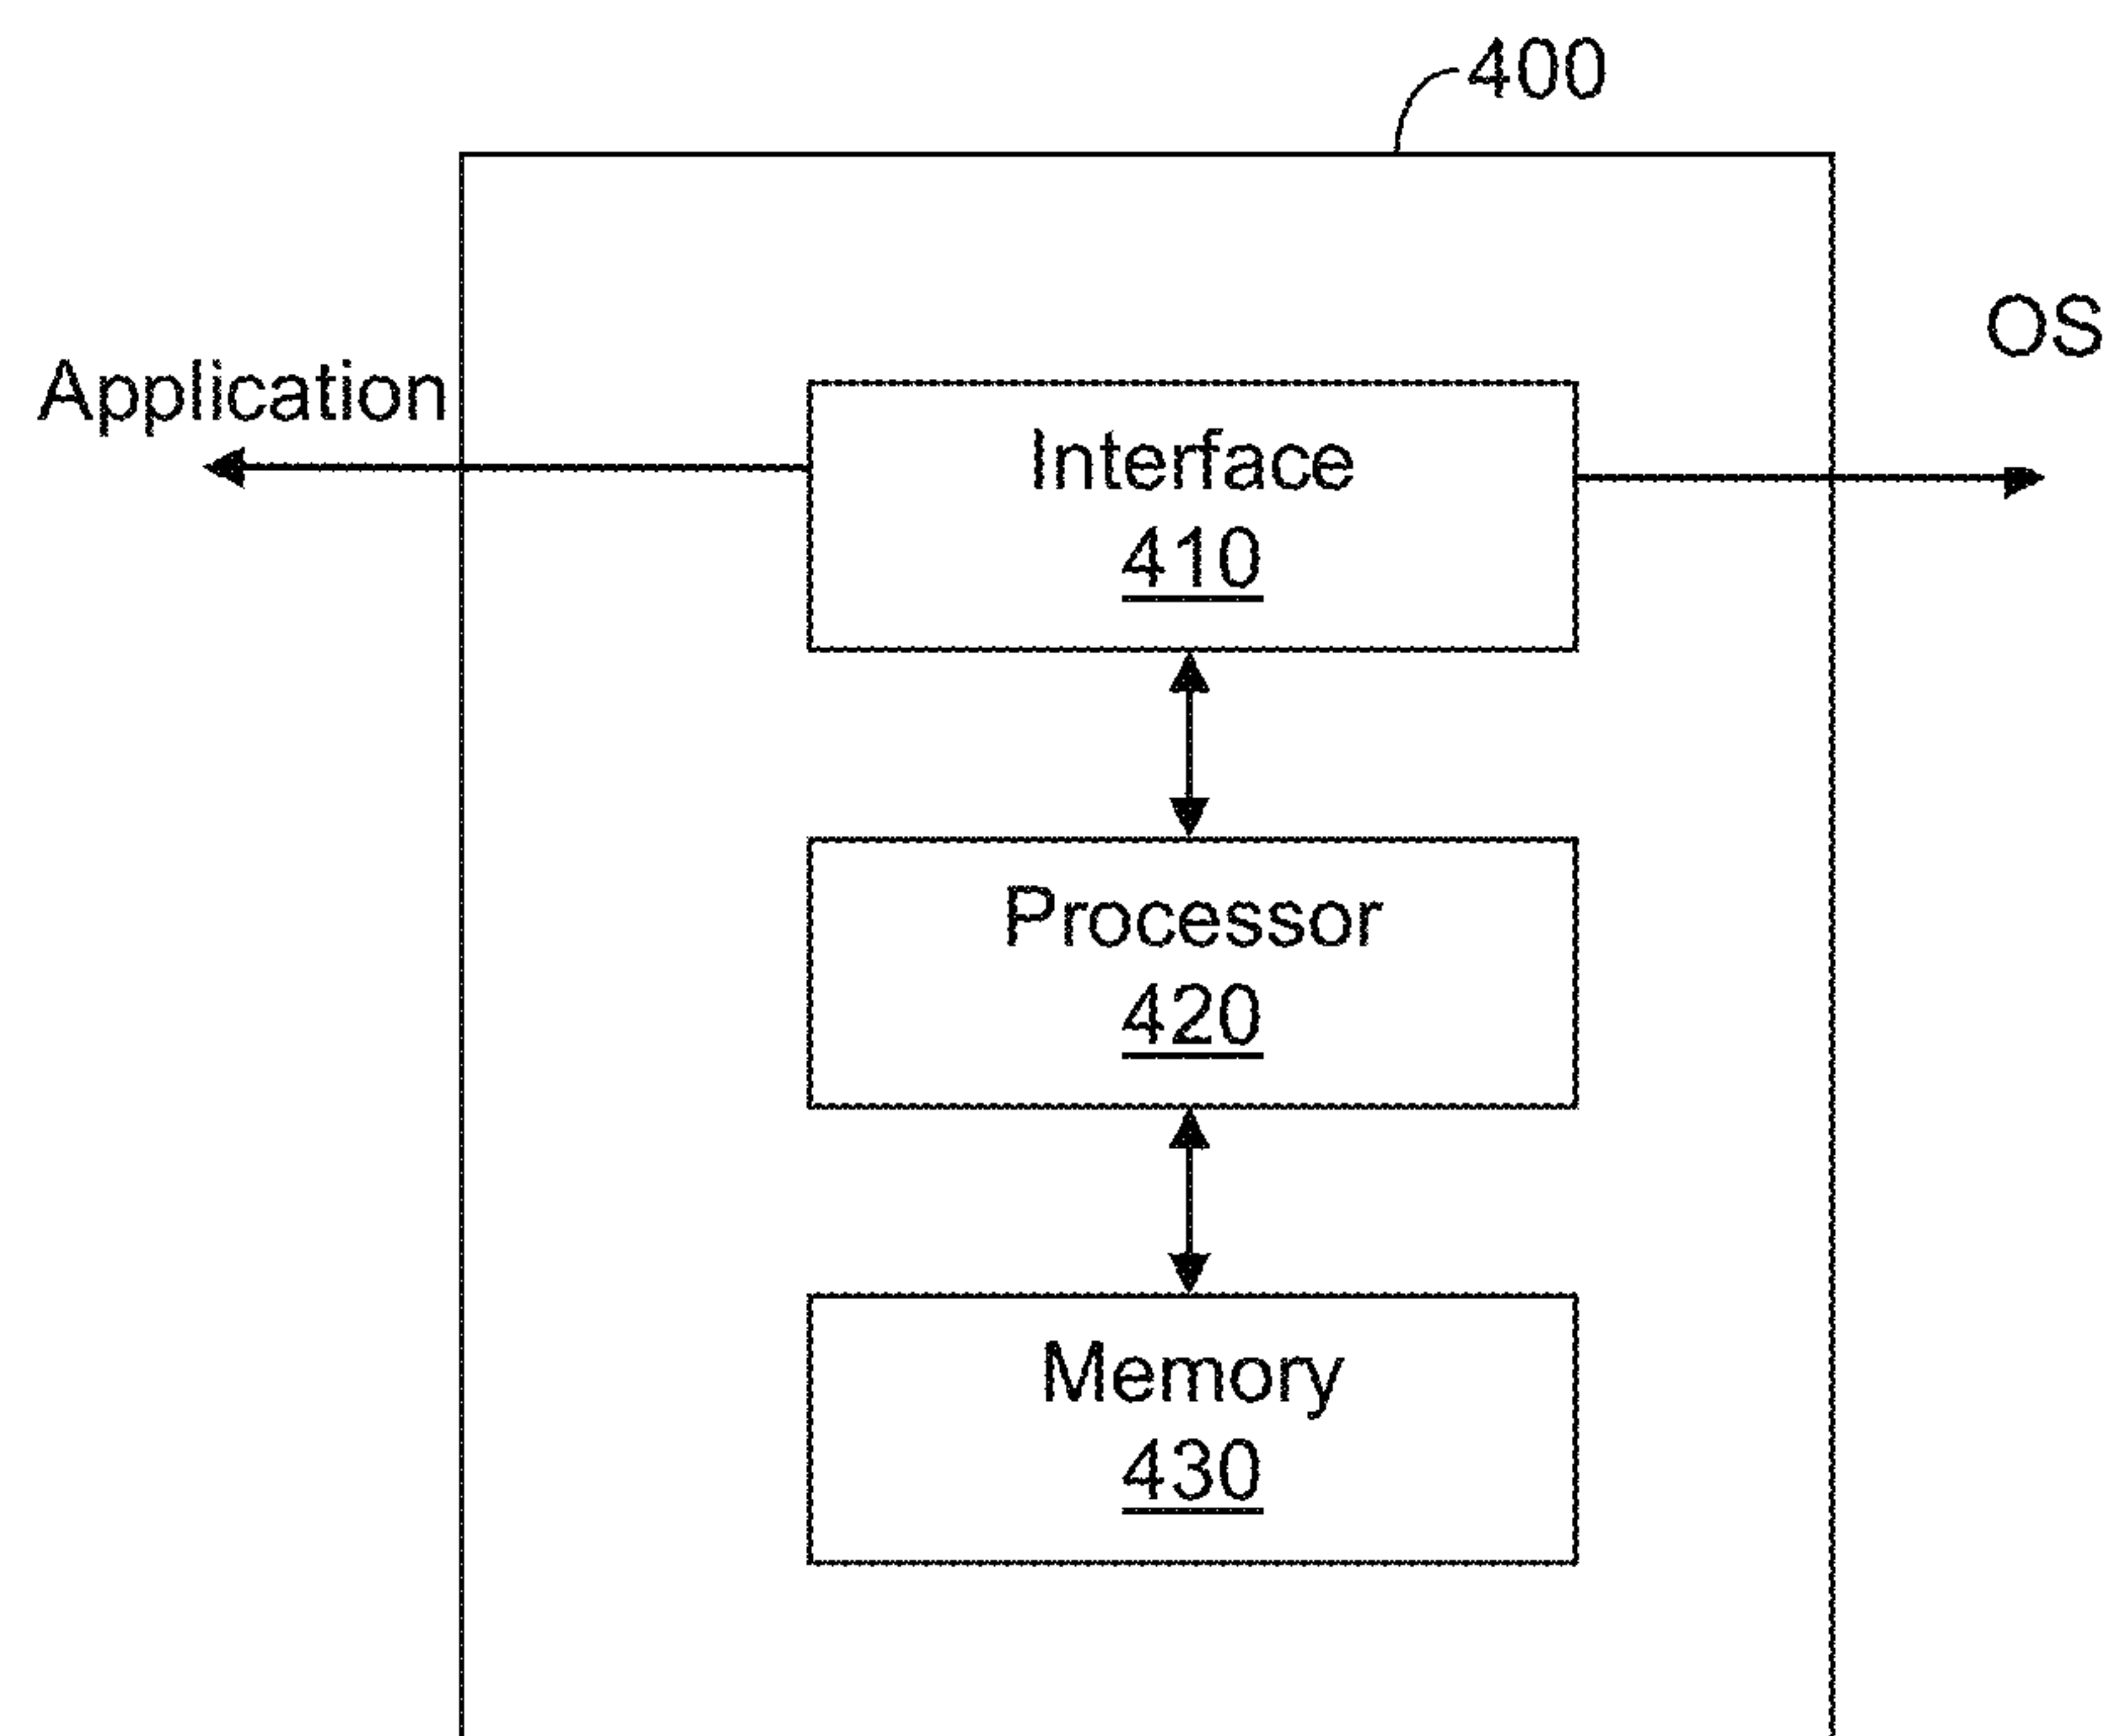 400
OS
Application
Interface
410
Processor
420
Memory
430